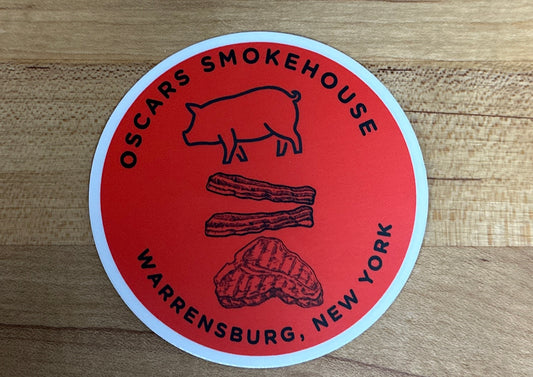 OSCARS SMOKEHOUSE
WARRENSBURG, NEW YORK